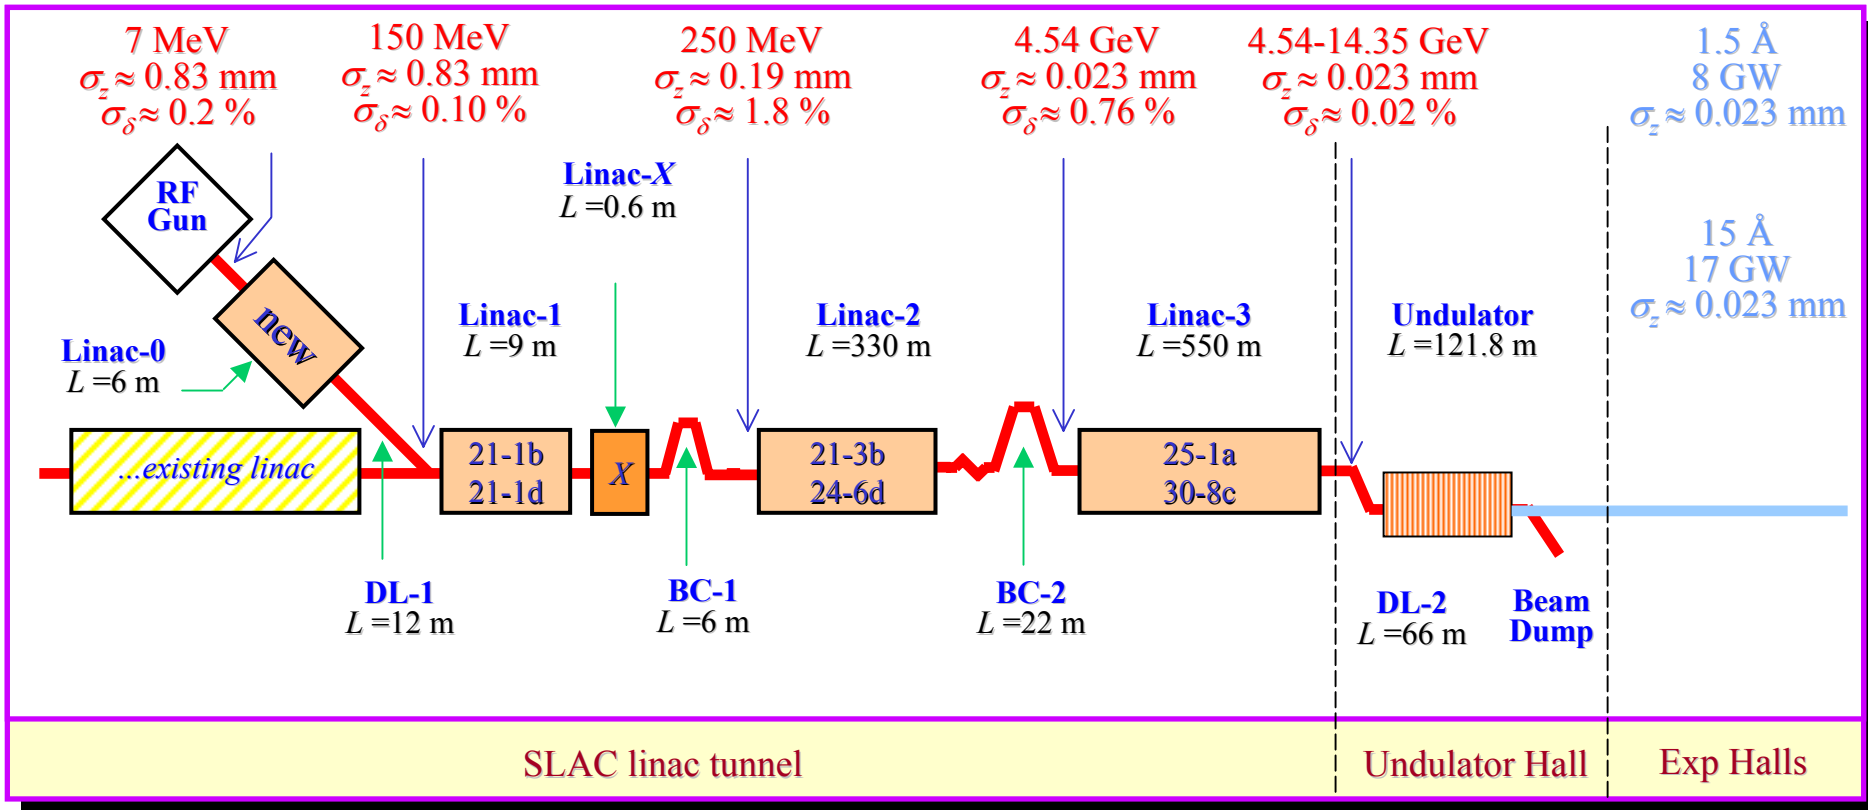 7 MeV
σz ≈ 0.83 mm
σδ ≈ 0.2 %
150 MeV
σz ≈ 0.83 mm
σδ ≈ 0.10 %
250 MeV
σz ≈ 0.19 mm
σδ ≈ 1.8 %
4.54 GeV
σz ≈ 0.023 mm
σδ ≈ 0.76 %
4.54-14.35 GeV
σz ≈ 0.023 mm
σδ ≈ 0.02 %
1.5 Å
8 GW
σz ≈ 0.023 mm
15 Å
17 GW
σz ≈ 0.023 mm
RF
Gun
new
Linac-0
L =6 m
Linac-1
L =9 m
Linac-X
L =0.6 m
Linac-2
L =330 m
Linac-3
L =550 m
Undulator
L =121.8 m
...existing linac
21-1b
21-1d
X
21-3b
24-6d
25-1a
30-8c
DL-1
L =12 m
BC-1
L =6 m
BC-2
L =22 m
DL-2
L =66 m
Beam
Dump
SLAC linac tunnel
Undulator Hall
Exp Halls